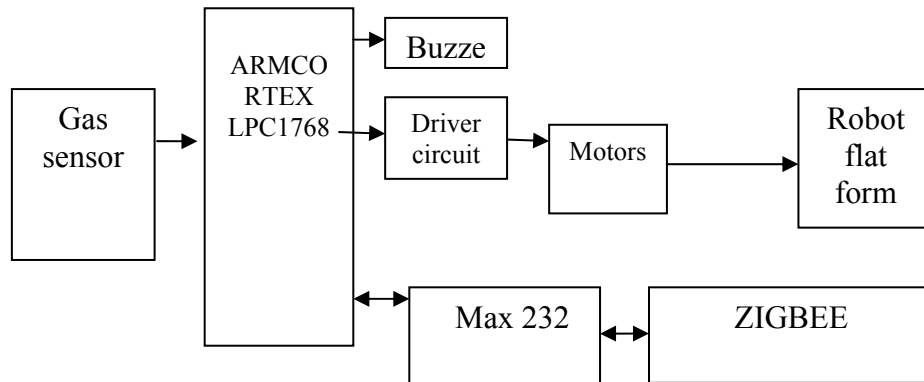 Gas
sensor
ARMCO
RTEX
LPC1768
Buzze
Driver
circuit
Motors
Robot
flat
form
Max 232
ZIGBEE